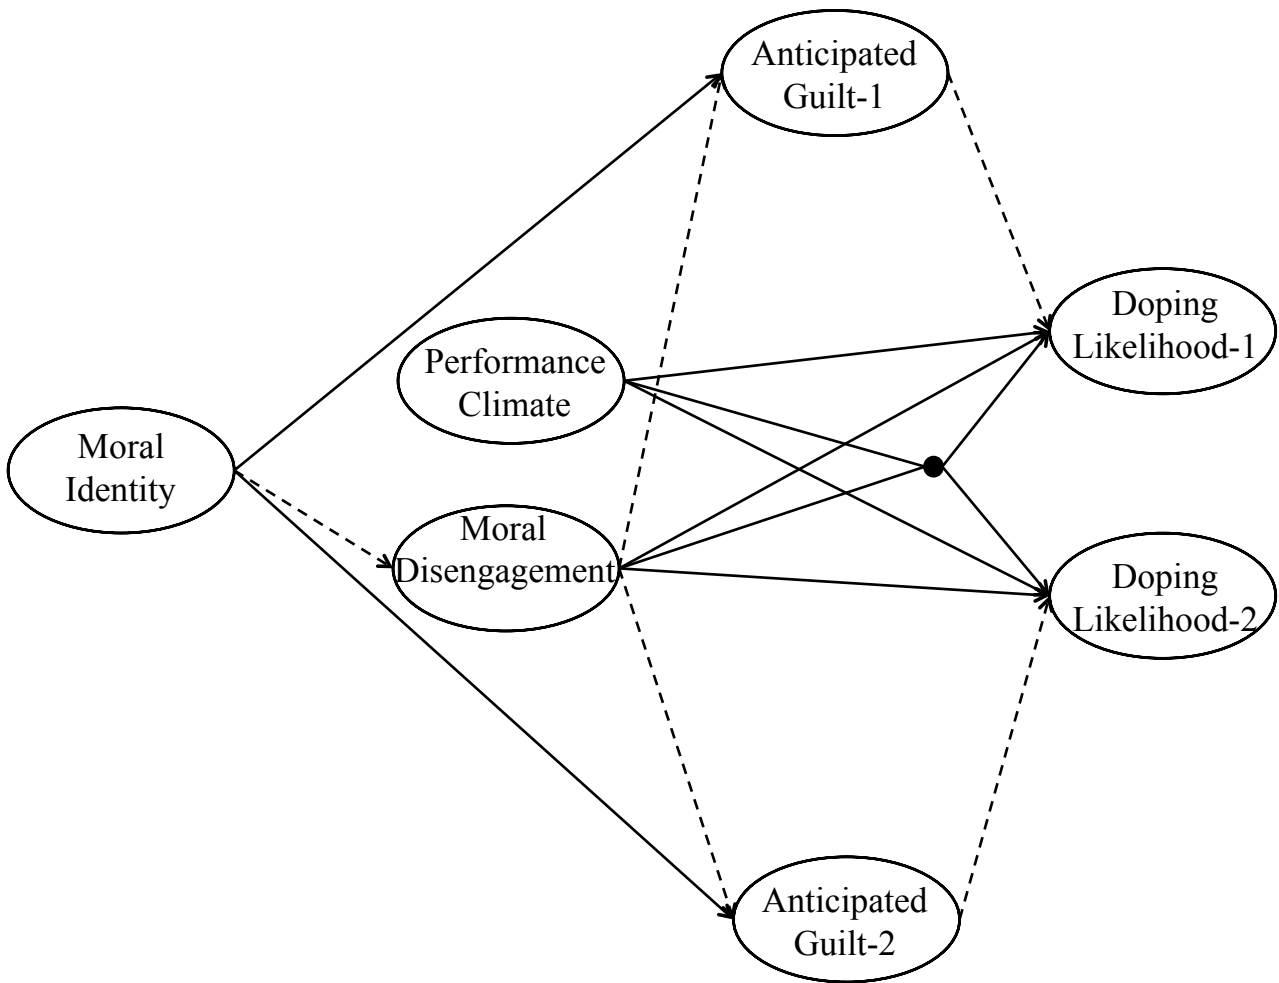 Anticipated
Guilt-1
Doping
Likelihood-1
Performance
Climate
Moral
Identity
Moral
Disengagement
Doping
Likelihood-2
Anticipated
Guilt-2